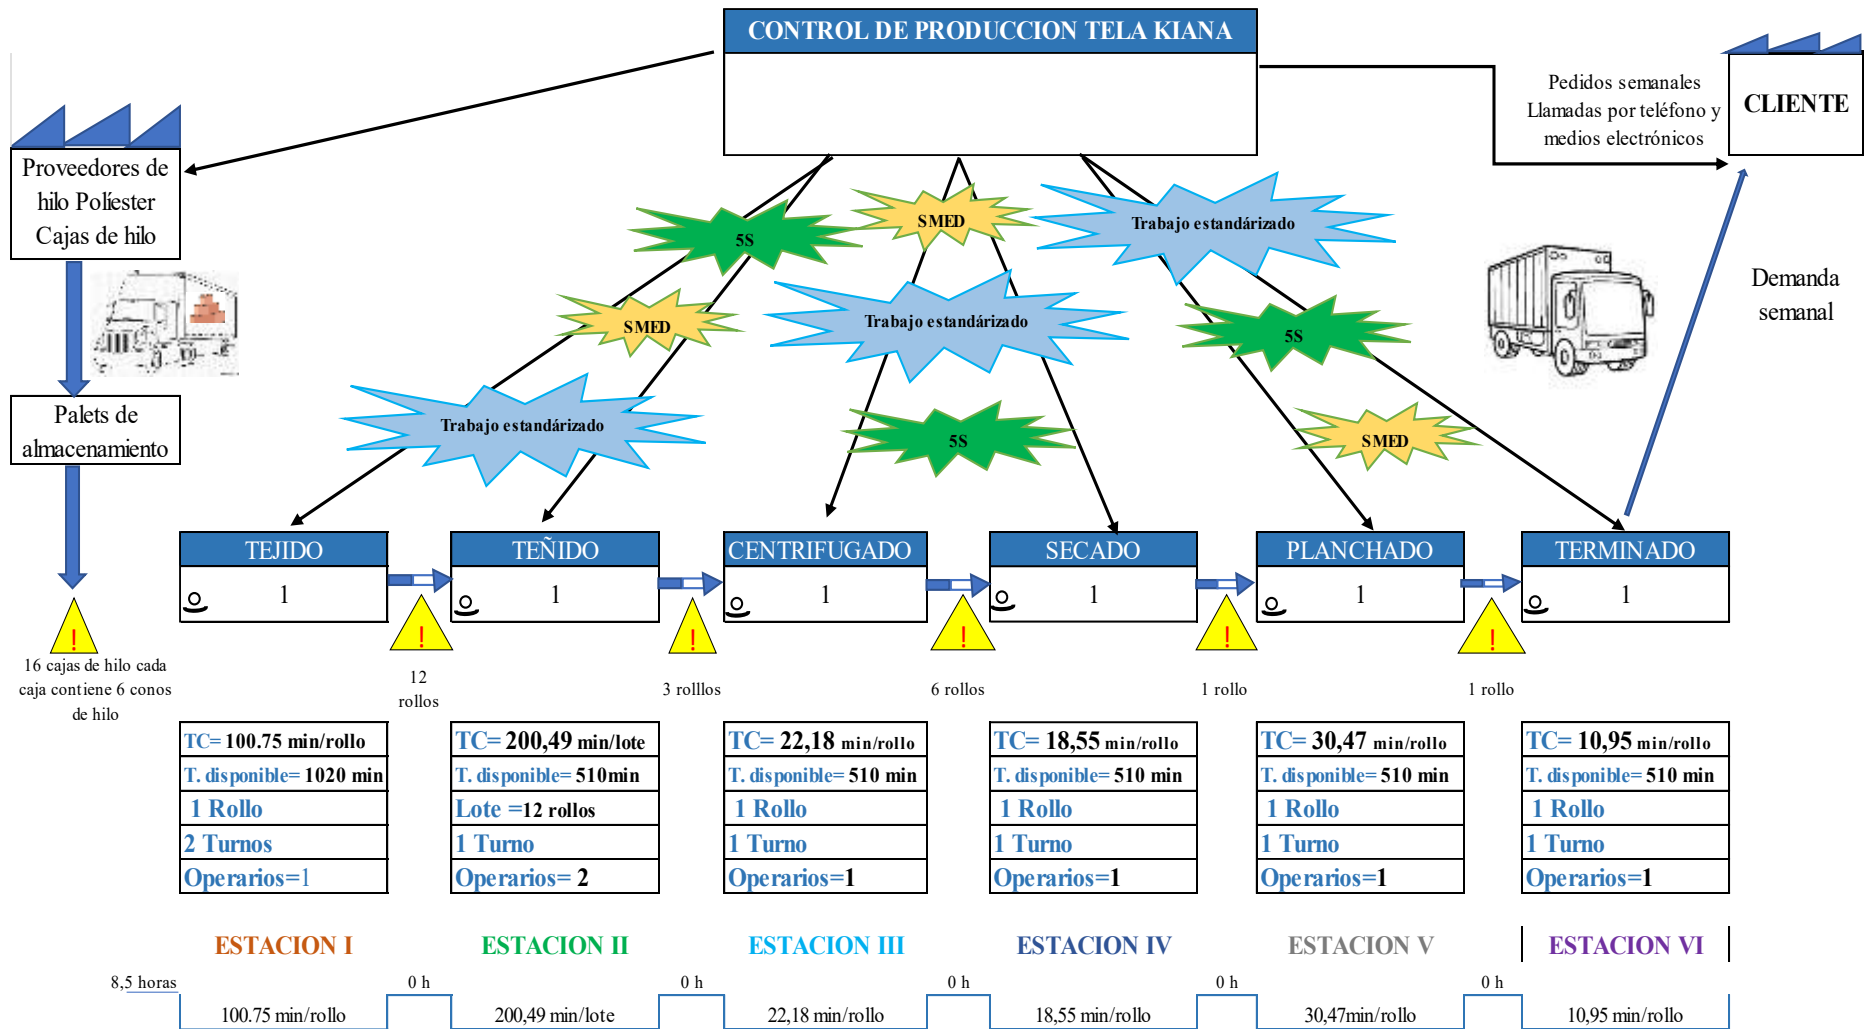 CONTROL DE PRODUCCION TELA KIANA
Pedidos semanales
Llamadas por teléfono y
medios electrónicos
CLIENTE
Proveedores de
hilo Políester
Cajas de hilo
5S
SMED
Trabajo estandárizado
SMED
Trabajo estandárizado
5S
Demanda
semanal
Palets de
almacenamiento
Trabajo estandárizado
5S
SMED
TEJIDO
TEÑIDO
CENTRIFUGADO
SECADO
PLANCHADO
TERMINADO
1
1
1
1
1
1
!
!
!
!
!
!
16 cajas de hilo cada
caja contiene 6 conos
de hilo
12
rollos
3 rolllos
6 rollos
1 rollo
1 rollo
TC= 100.75 min/rollo
T. disponible= 1020 min
1 Rollo
2 Turnos
Operarios=1
TC= 200,49 min/lote
T. disponible= 510min
Lote =12 rollos
1 Turno
Operarios= 2
TC= 22,18 min/rollo
T. disponible= 510 min
1 Rollo
1 Turno
Operarios=1
TC= 18,55 min/rollo
T. disponible= 510 min
1 Rollo
1 Turno
Operarios=1
TC= 30,47 min/rollo
T. disponible= 510 min
1 Rollo
1 Turno
Operarios=1
TC= 10,95 min/rollo
T. disponible= 510 min
1 Rollo
1 Turno
Operarios=1
ESTACION I
ESTACION II
ESTACION III
ESTACION IV
ESTACION V
ESTACION VI
8,5 horas
0 h
0 h
0 h
0 h
0 h
100.75 min/rollo
200,49 min/lote
22,18 min/rollo
18,55 min/rollo
30,47min/rollo
10,95 min/rollo